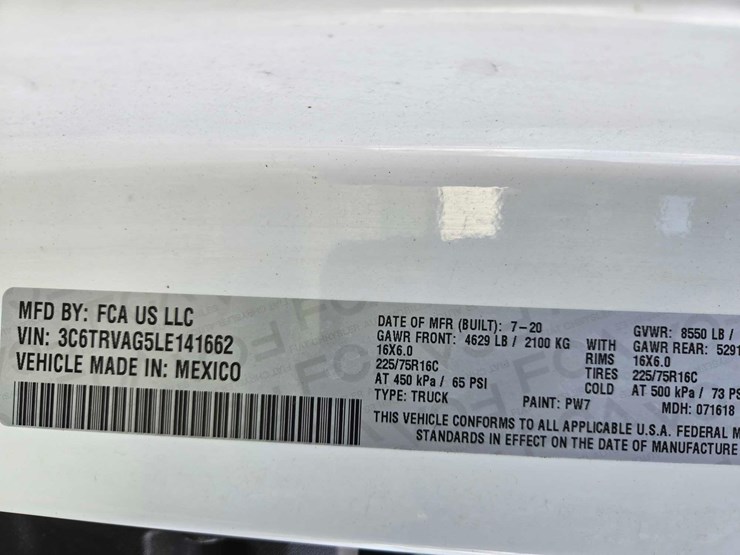 MFD BY: FCA US LLC
VIN: 3C6TRVAG5LE141662
VEHICLE MADE IN: MEXICO
DATE OF MFR (BUILT): 7-20 GVWR: 8550 LB /
GAWR FRONT: 4629 LB / 2100 KG WITH GAWR REAR: 5291
16X6.0 RIMS 16X6.0
225/75R16C TIRES 225/75R16C
AT 450 kPa / 65 PSI COLD AT 500 kPa / 73 PS
TYPE: TRUCK PAINT: PW7 MDH: 071618
THIS VEHICLE CONFORMS TO ALL APPLICABLE U.S.A. FEDERAL M
STANDARDS IN EFFECT ON THE DATE OF MANUFACTURE